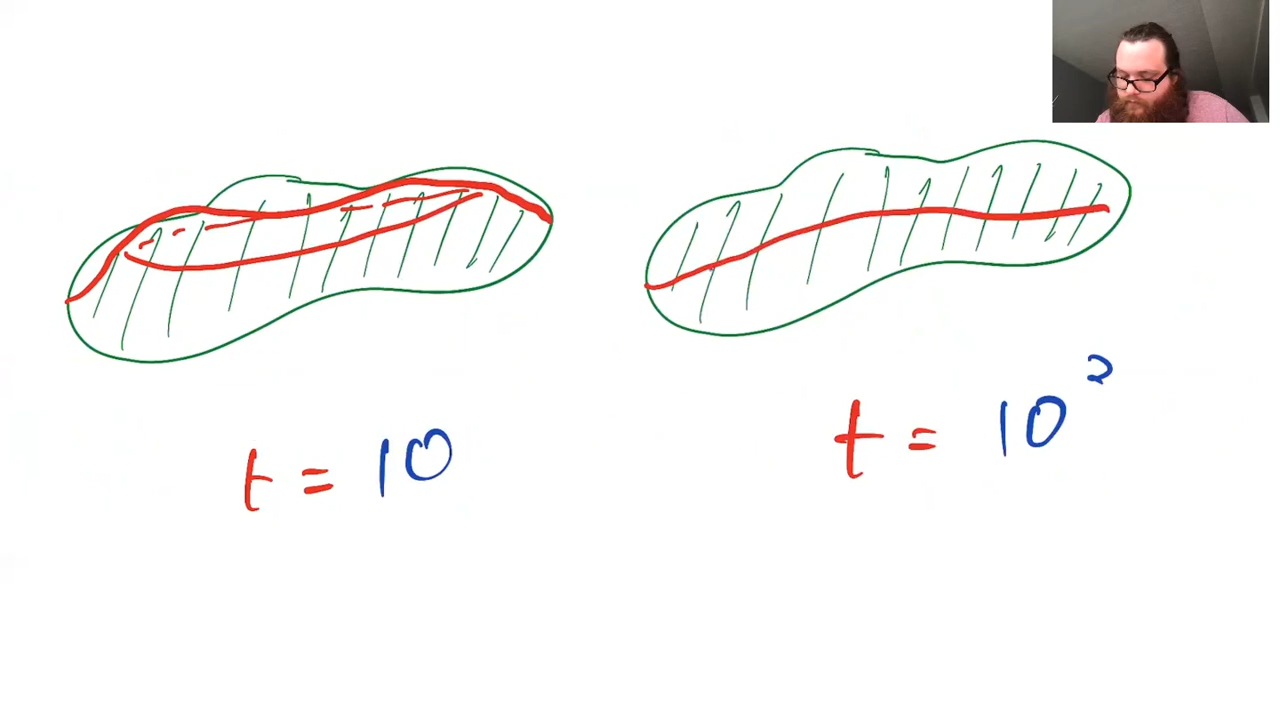 t = 10
t = 10²